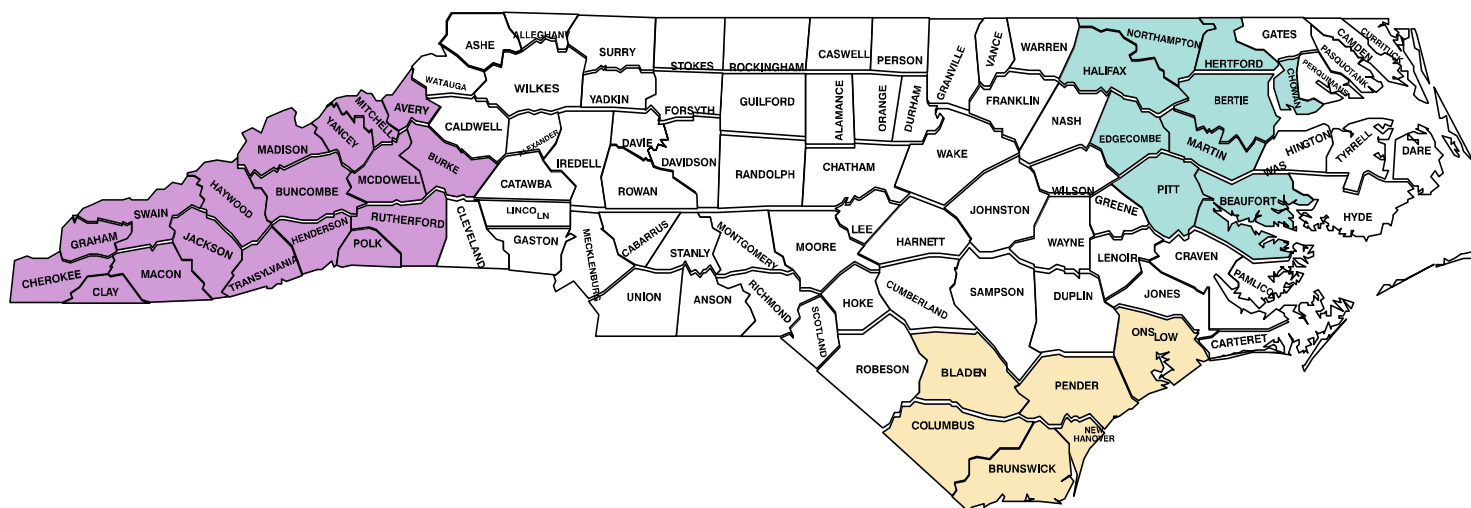 ASHE
ALLEGHANY
SURRY
STOKES
ROCKINGHAM
CASWELL
PERSON
GRANVILLE
VANCE
WARREN
NORTHAMPTON
HALIFAX
HERTFORD
GATES
CURRITUCK
CAMDEN
PASQUOTANK
PERQUIMANS
CHOWAN
WATAUGA
WILKES
YADKIN
FORSYTH
GUILFORD
ALAMANCE
ORANGE
DURHAM
FRANKLIN
NASH
EDGECOMBE
BERTIE
MARTIN
WAS
HINGTON
TYRRELL
DARE
AVERY
MITCHELL
YANCEY
MADISON
CALDWELL
ALEXANDER
IREDELL
DAVIE
DAVIDSON
RANDOLPH
CHATHAM
WAKE
WILSON
PITT
BEAUFORT
HYDE
BURKE
MCDOWELL
BUNCOMBE
HAYWOOD
CATAWBA
ROWAN
JOHNSTON
GREENE
SWAIN
GRAHAM
JACKSON
HENDERSON
RUTHERFORD
POLK
CLEVELAND
LINCO LN
GASTON
MECKLENBURG
CABARRUS
STANLY
MONTGOMERY
MOORE
LEE
HARNETT
WAYNE
LENOIR
CRAVEN
PAMLICO
CHEROKEE
CLAY
MACON
TRANSYLVANIA
UNION
ANSON
RICHMOND
SCOTLAND
HOKE
CUMBERLAND
SAMPSON
DUPLIN
JONES
CARTERET
ONS LOW
ROBESON
BLADEN
PENDER
COLUMBUS
NEW
HANOVER
BRUNSWICK